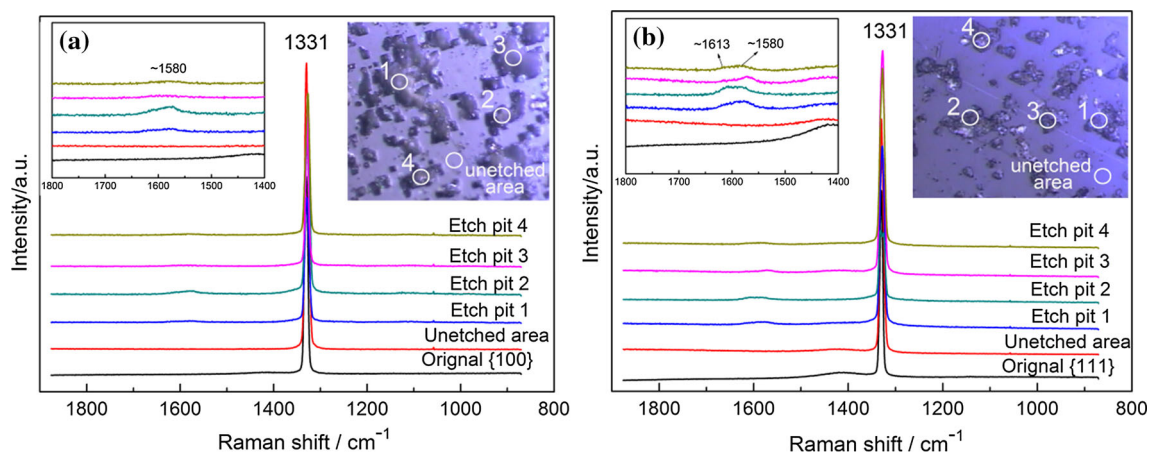 (a)
~1580
1800 1700 1600 1500 1400
1331
1
2
3
4
unetched
area
Etch pit 4
Etch pit 3
Etch pit 2
Etch pit 1
Unetched area
Orignal {100}
Intensity/a.u.
1800 1600 1400 1200 1000 800
Raman shift / cm⁻¹
(b)
~1613 ~1580
1800 1700 1600 1500 1400
1331
4
2
3
1
unetched
area
Etch pit 4
Etch pit 3
Etch pit 2
Etch pit 1
Unetched area
Orignal {111}
Intensity/a.u.
1800 1600 1400 1200 1000 800
Raman shift / cm⁻¹